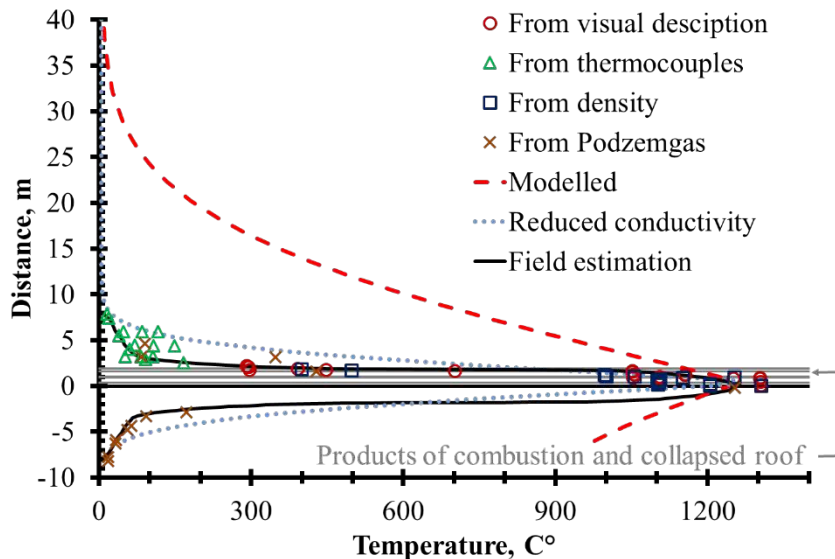 40
35
30
25
20
15
10
5
0
-5
-10
Distance, m
From visual desciption
From thermocouples
From density
From Podzemgas
Modelled
Reduced conductivity
Field estimation
Products of combustion and collapsed roof
0
300
600
900
1200
Temperature, C°